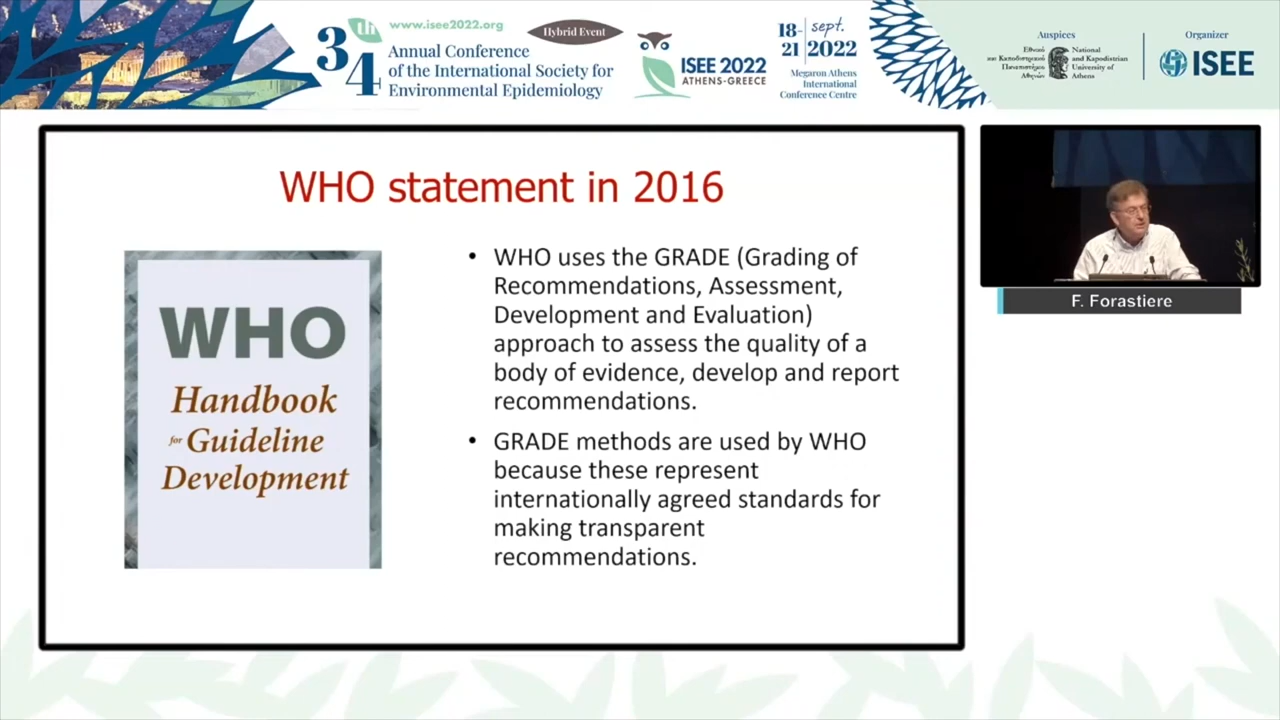 34th
www.isee2022.org
Hybrid Event
Annual Conference
of the International Society for
Environmental Epidemiology
ISEE 2022
ATHENS-GREECE
18-
21
sept.
2022
Megaron Athens
International
Conference Centre
Auspices
National
and Kapodistrian
University of
Athens
Organizer
ISEE
WHO statement in 2016
WHO
Handbook
for Guideline
Development
• WHO uses the GRADE (Grading of
Recommendations, Assessment,
Development and Evaluation)
approach to assess the quality of a
body of evidence, develop and report
recommendations.
• GRADE methods are used by WHO
because these represent
internationally agreed standards for
making transparent
recommendations.
F. Forastiere